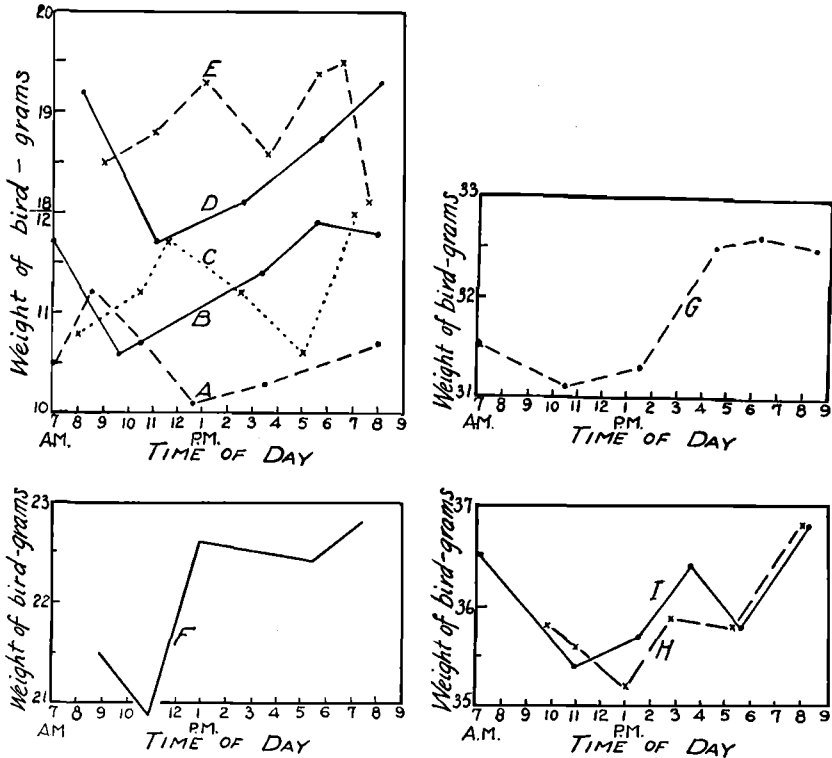 Weight of bird - grams
20
19
18
12
11
10
E
D
C
B
A
7 8 9 10 11 12 1 2 3 4 5 6 7 8 9
A.M. P.M.
TIME OF DAY
Weight of bird-grams
33
32
31
G
7 8 9 10 11 12 1 2 3 4 5 6 7 8 9
A.M. P.M.
TIME OF DAY
Weight of bird-grams
23
22
21
F
7 8 9 10 12 1 2 3 4 5 6 7 8 9
AM P.M.
TIME OF DAY
Weight of bird-grams
37
36
35
I
H
7 8 9 10 11 12 1 2 3 4 5 6 7 8 9
A.M. P.M.
TIME OF DAY